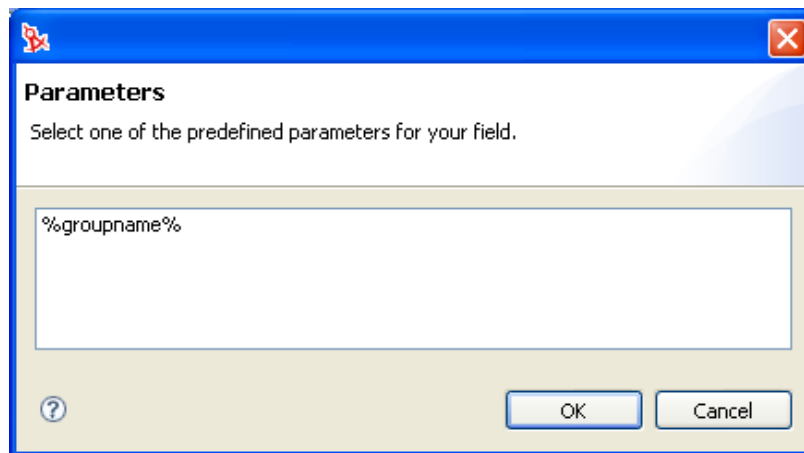 Parameters
Select one of the predefined parameters for your field.
%groupname%
?
OK
Cancel